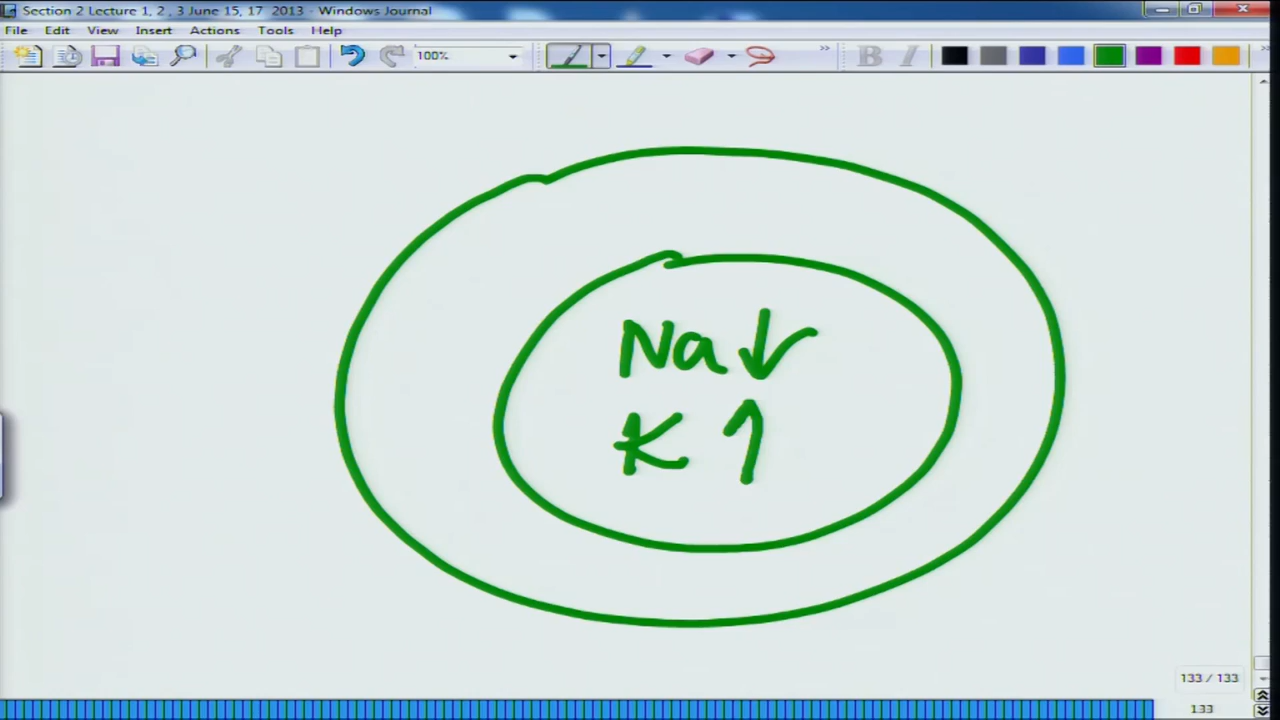 Section 2 Lecture 1, 2 , 3 June 15, 17 2013 - Windows Journal
File Edit View Insert Actions Tools Help
100% B I
Na ↓
K ↑
133 / 133
133